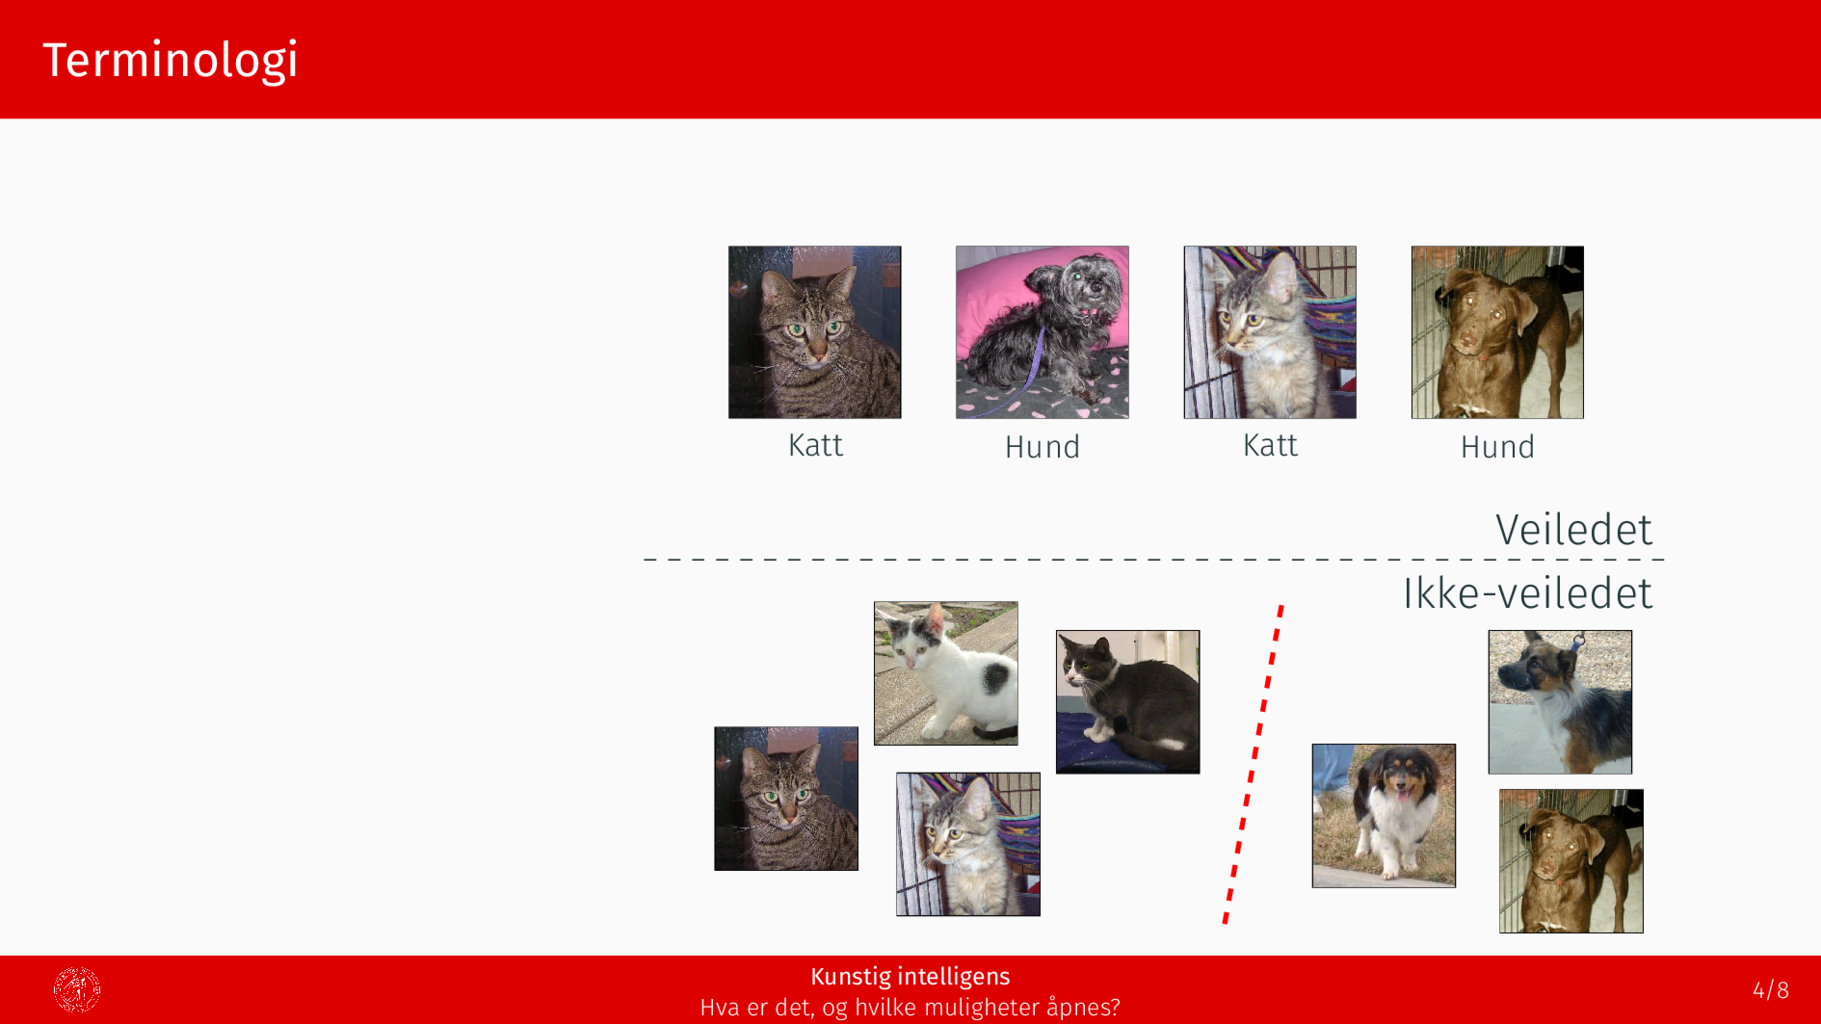 Terminologi
Katt
Hund
Katt
Hund
Veiledet
Ikke-veiledet
Kunstig intelligens
Hva er det, og hvilke muligheter åpnes?
4/8